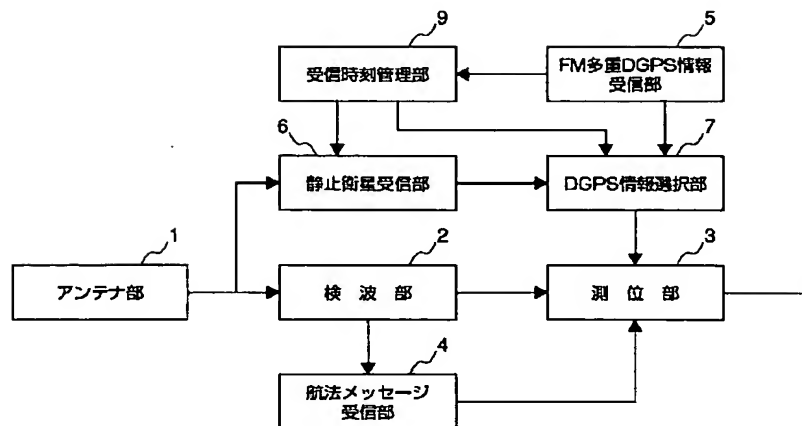 9
5
受信時刻管理部
FM多重DGPS情報
受信部
6
7
静止衛星受信部
DGPS情報選択部
1
2
3
アンテナ部
検 波 部
測 位 部
4
航法メッセージ
受信部